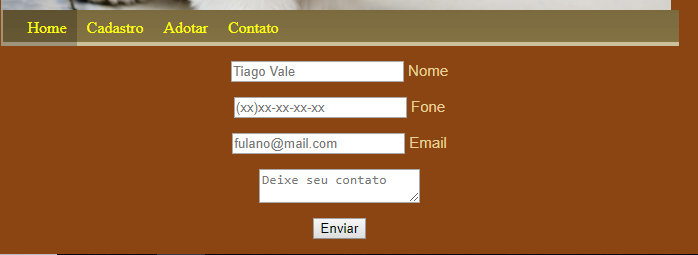 Home Cadastro Adotar Contato
Tiago Vale Nome
(xx)xx-xx-xx-xx Fone
fulano@mail.com Email
Deixe seu contato
Enviar